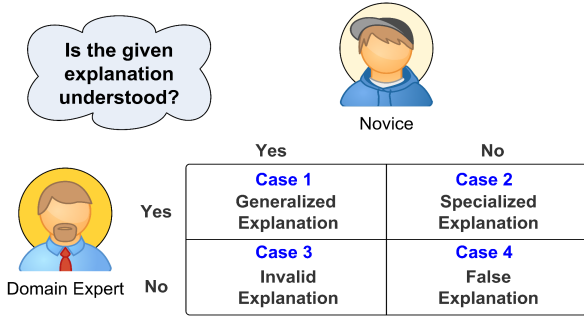 Is the given
explanation
understood?
Novice
Yes
No
Case 1
Generalized
Explanation
Case 2
Specialized
Explanation
Yes
Case 3
Invalid
Explanation
Case 4
False
Explanation
Domain Expert
No